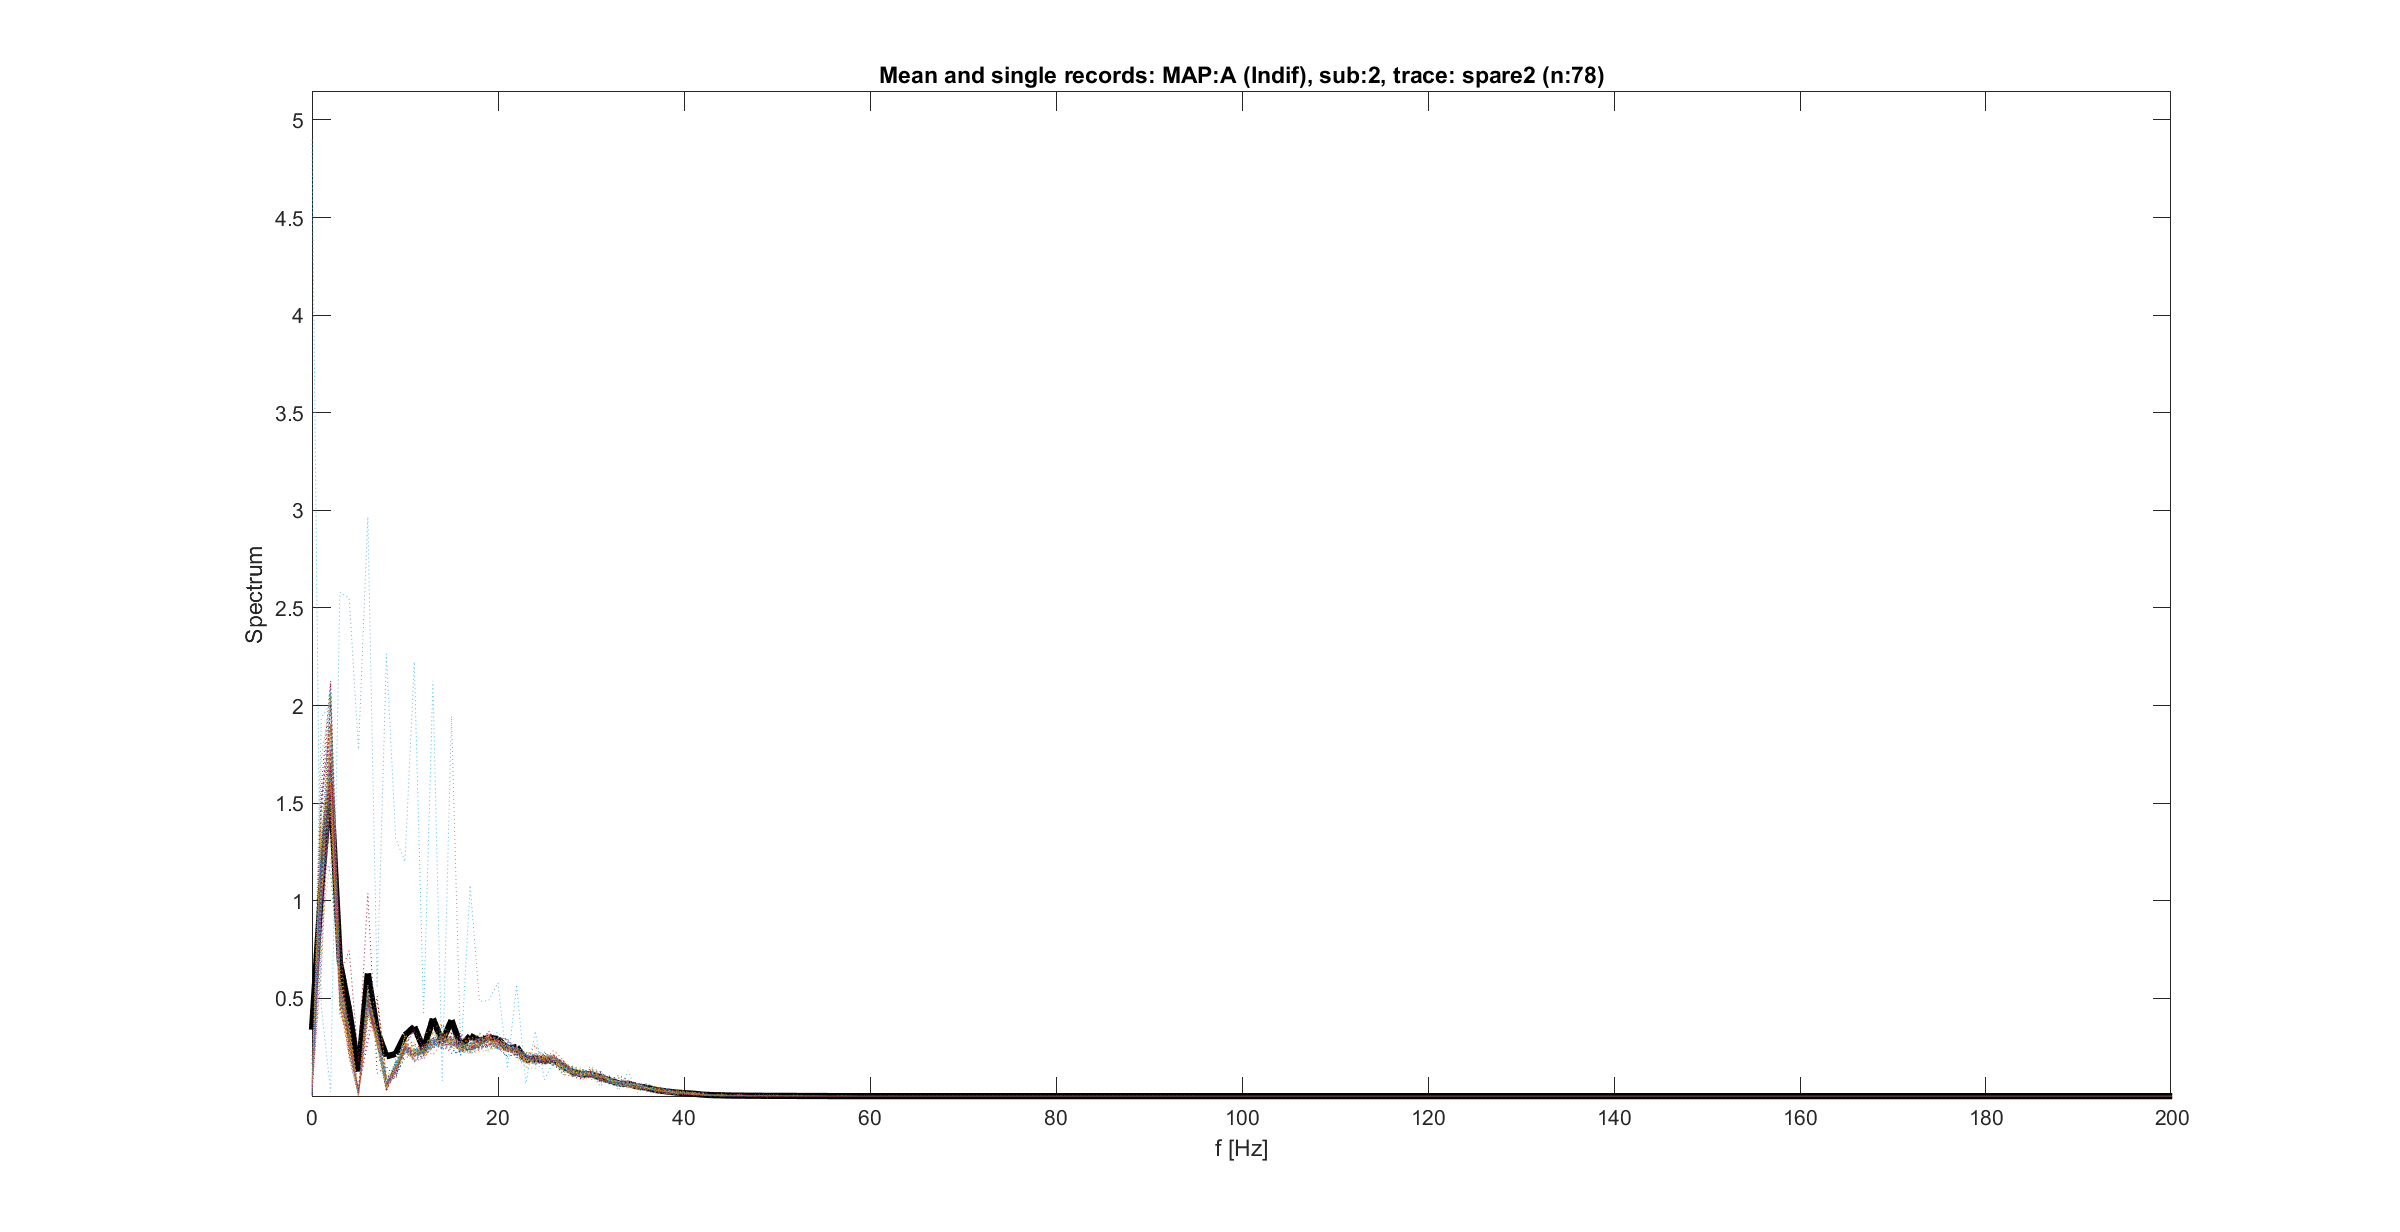 Mean and single records: MAP:A (Indif), sub:2, trace: spare2 (n:78)
5
4.5
4
3.5
3
2.5
2
1.5
1
0.5
Spectrum
0 20 40 60 80 100 120 140 160 180 200
f [Hz]